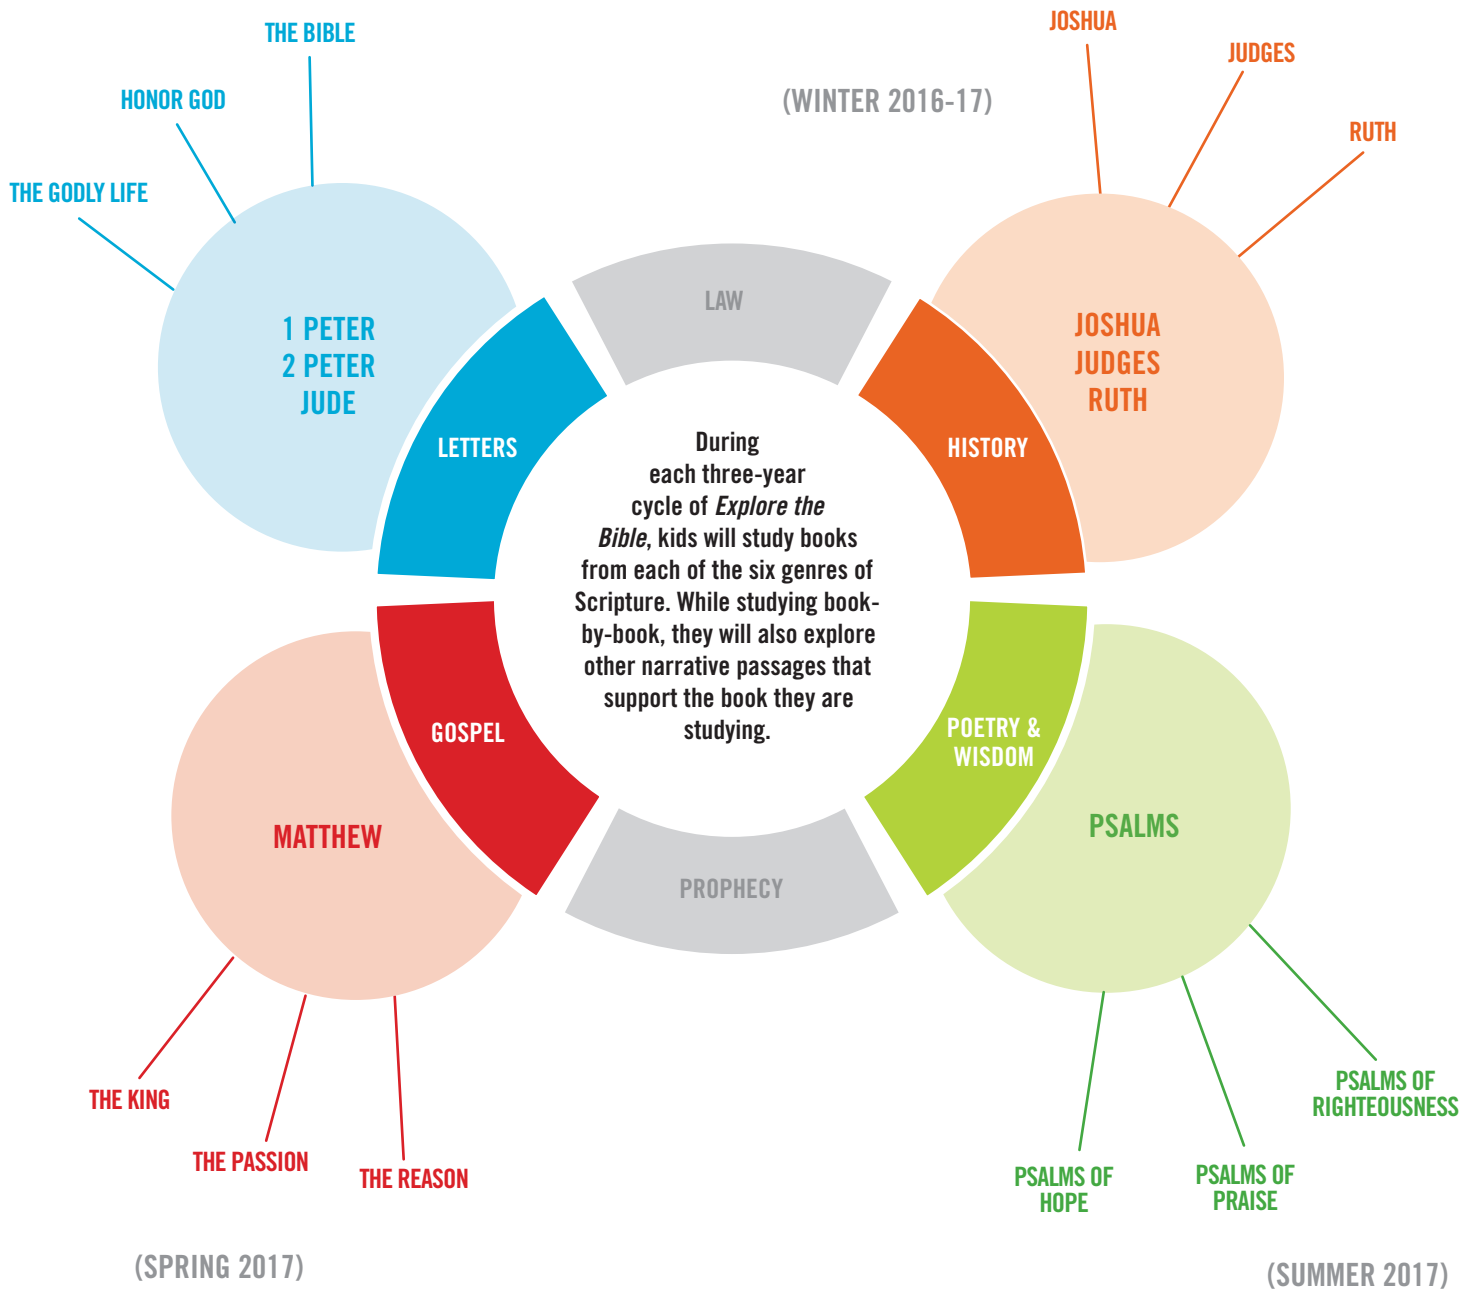 THE BIBLE
HONOR GOD
THE GODLY LIFE
1 PETER
2 PETER
JUDE
LETTERS
(WINTER 2016-17)
JOSHUA
JUDGES
RUTH
JOSHUA
JUDGES
RUTH
HISTORY
LAW
During
each three-year
cycle of Explore the
Bible, kids will study books
from each of the six genres of
Scripture. While studying book-
by-book, they will also explore
other narrative passages that
support the book they are
studying.
GOSPEL
MATTHEW
THE KING
THE PASSION
THE REASON
(SPRING 2017)
PROPHECY
POETRY &
WISDOM
PSALMS
PSALMS OF
RIGHTEOUSNESS
PSALMS OF
PRAISE
PSALMS OF
HOPE
(SUMMER 2017)